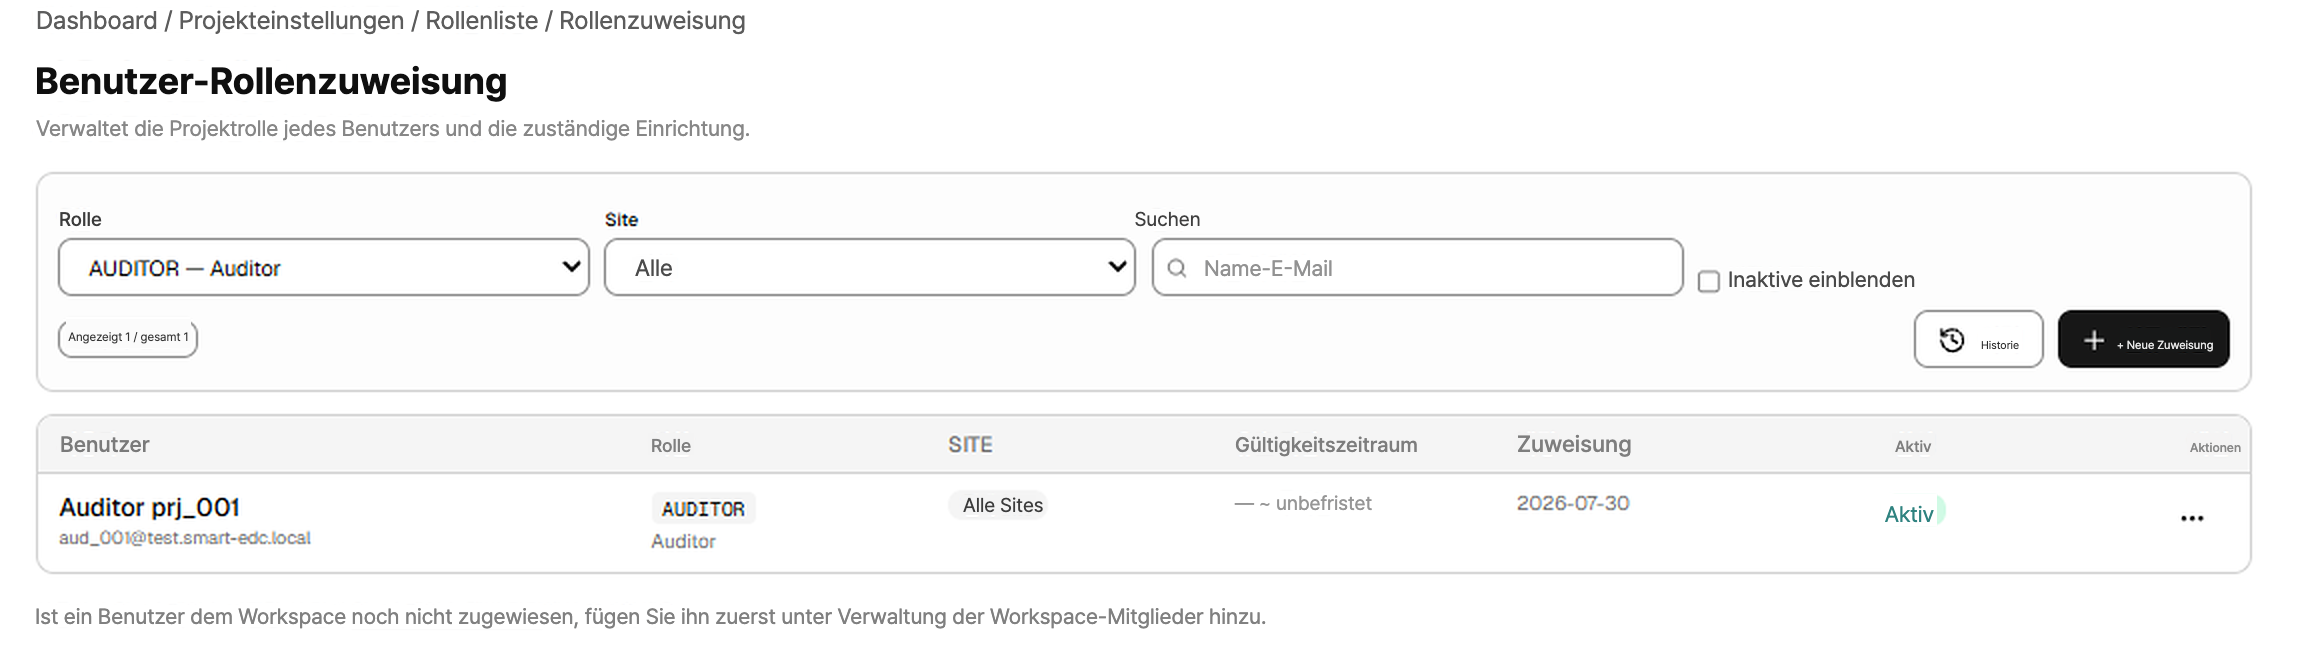 Dashboard / Projekteinstellungen / Rollenliste / Rollenzuweisung
Benutzer-Rollenzuweisung
Verwaltet die Projektrolle jedes Benutzers und die zuständige Einrichtung.
Rolle Site Suchen
AUDITOR — Auditor Alle Name-E-Mail Inaktive einblenden
Angezeigt 1 / gesamt 1 Historie + Neue Zuweisung
Benutzer Rolle SITE Gültigkeitszeitraum Zuweisung Aktiv Aktionen
Auditor prj_001 AUDITOR Alle Sites — ~ unbefristet 2026-07-30 Aktiv
aud_001@test.smart-edc.local Auditor
Ist ein Benutzer dem Workspace noch nicht zugewiesen, fügen Sie ihn zuerst unter Verwaltung der Workspace-Mitglieder hinzu.